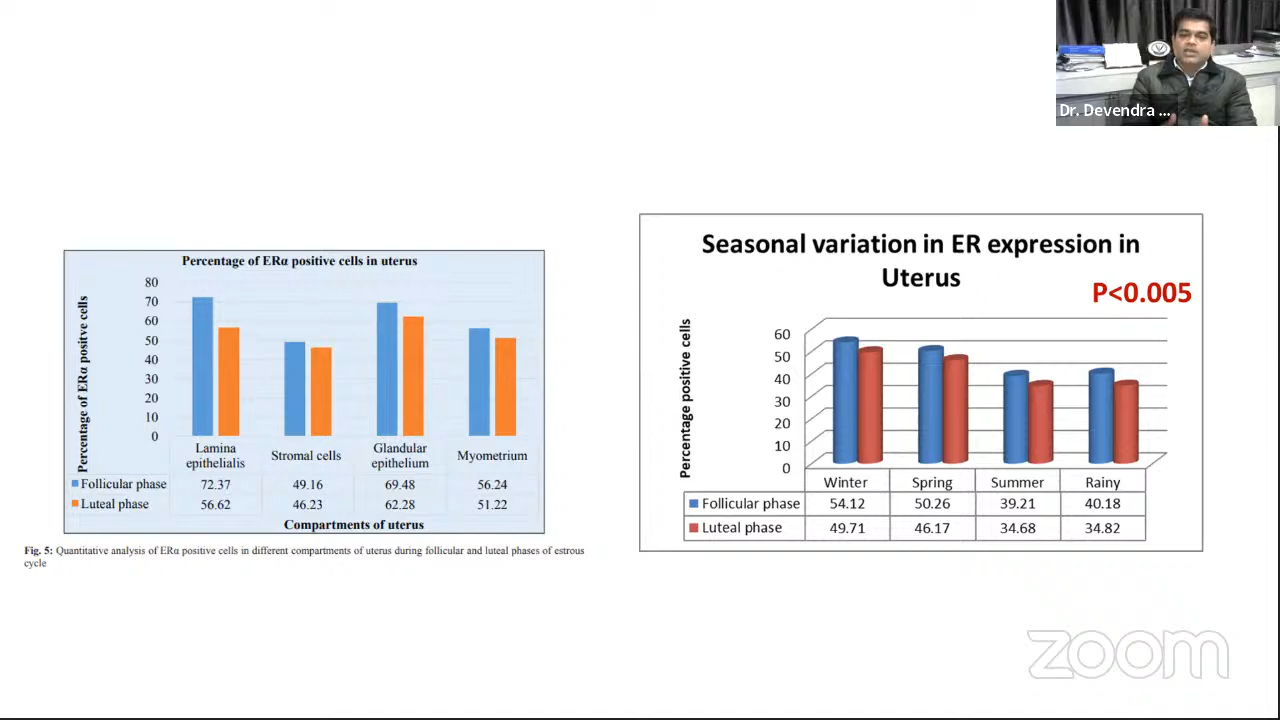 Dr. Devendra ...
Percentage of ERα positive cells in uterus
Percentage of ERα positive cells
80
70
60
50
40
30
20
10
0
Lamina epithelialis Stromal cells Glandular epithelium Myometrium
Follicular phase 72.37 49.16 69.48 56.24
Luteal phase 56.62 46.23 62.28 51.22
Compartments of uterus
Fig. 5: Quantitative analysis of ERα positive cells in different compartments of uterus during follicular and luteal phases of estrous
cycle
Seasonal variation in ER expression in
Uterus
P<0.005
Percentage positive cells
60
50
40
30
20
10
0
Winter Spring Summer Rainy
Follicular phase 54.12 50.26 39.21 40.18
Luteal phase 49.71 46.17 34.68 34.82
zoom